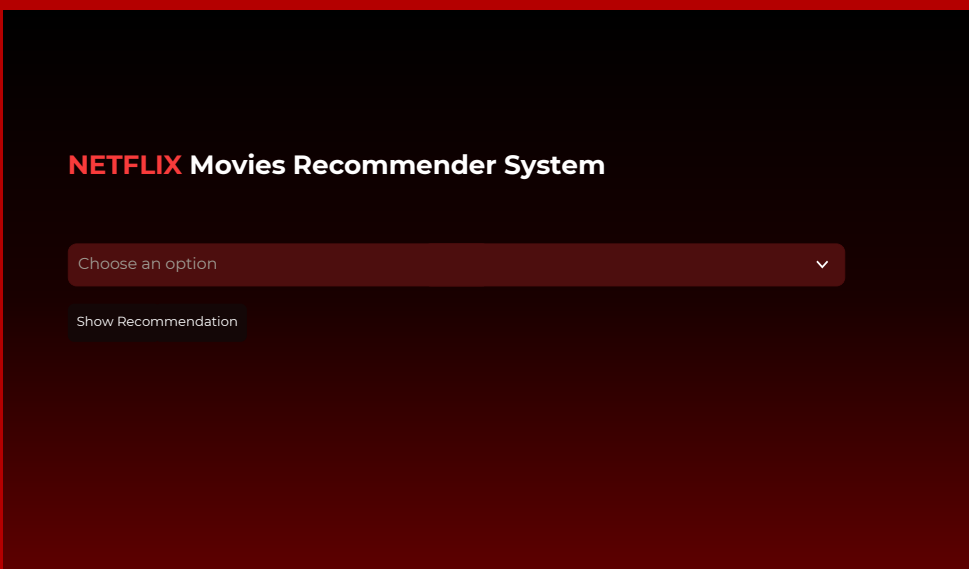 NETFLIX Movies Recommender System
Choose an option
Show Recommendation